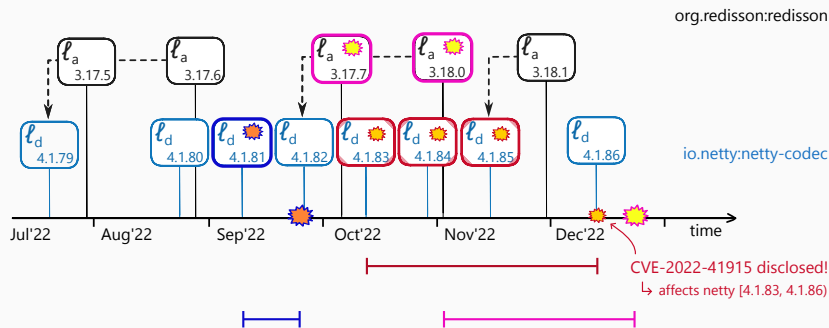 org.redisson:redisson
ℓa 3.17.5
ℓa 3.17.6
ℓa 3.17.7
ℓa 3.18.0
ℓa 3.18.1
ℓd 4.1.79
ℓd 4.1.80
ℓd 4.1.81
ℓd 4.1.82
ℓd 4.1.83
ℓd 4.1.84
ℓd 4.1.85
ℓd 4.1.86
io.netty:netty-codec
Jul'22 Aug'22 Sep'22 Oct'22 Nov'22 Dec'22 time
CVE-2022-41915 disclosed!
↳ affects netty [4.1.83, 4.1.86)